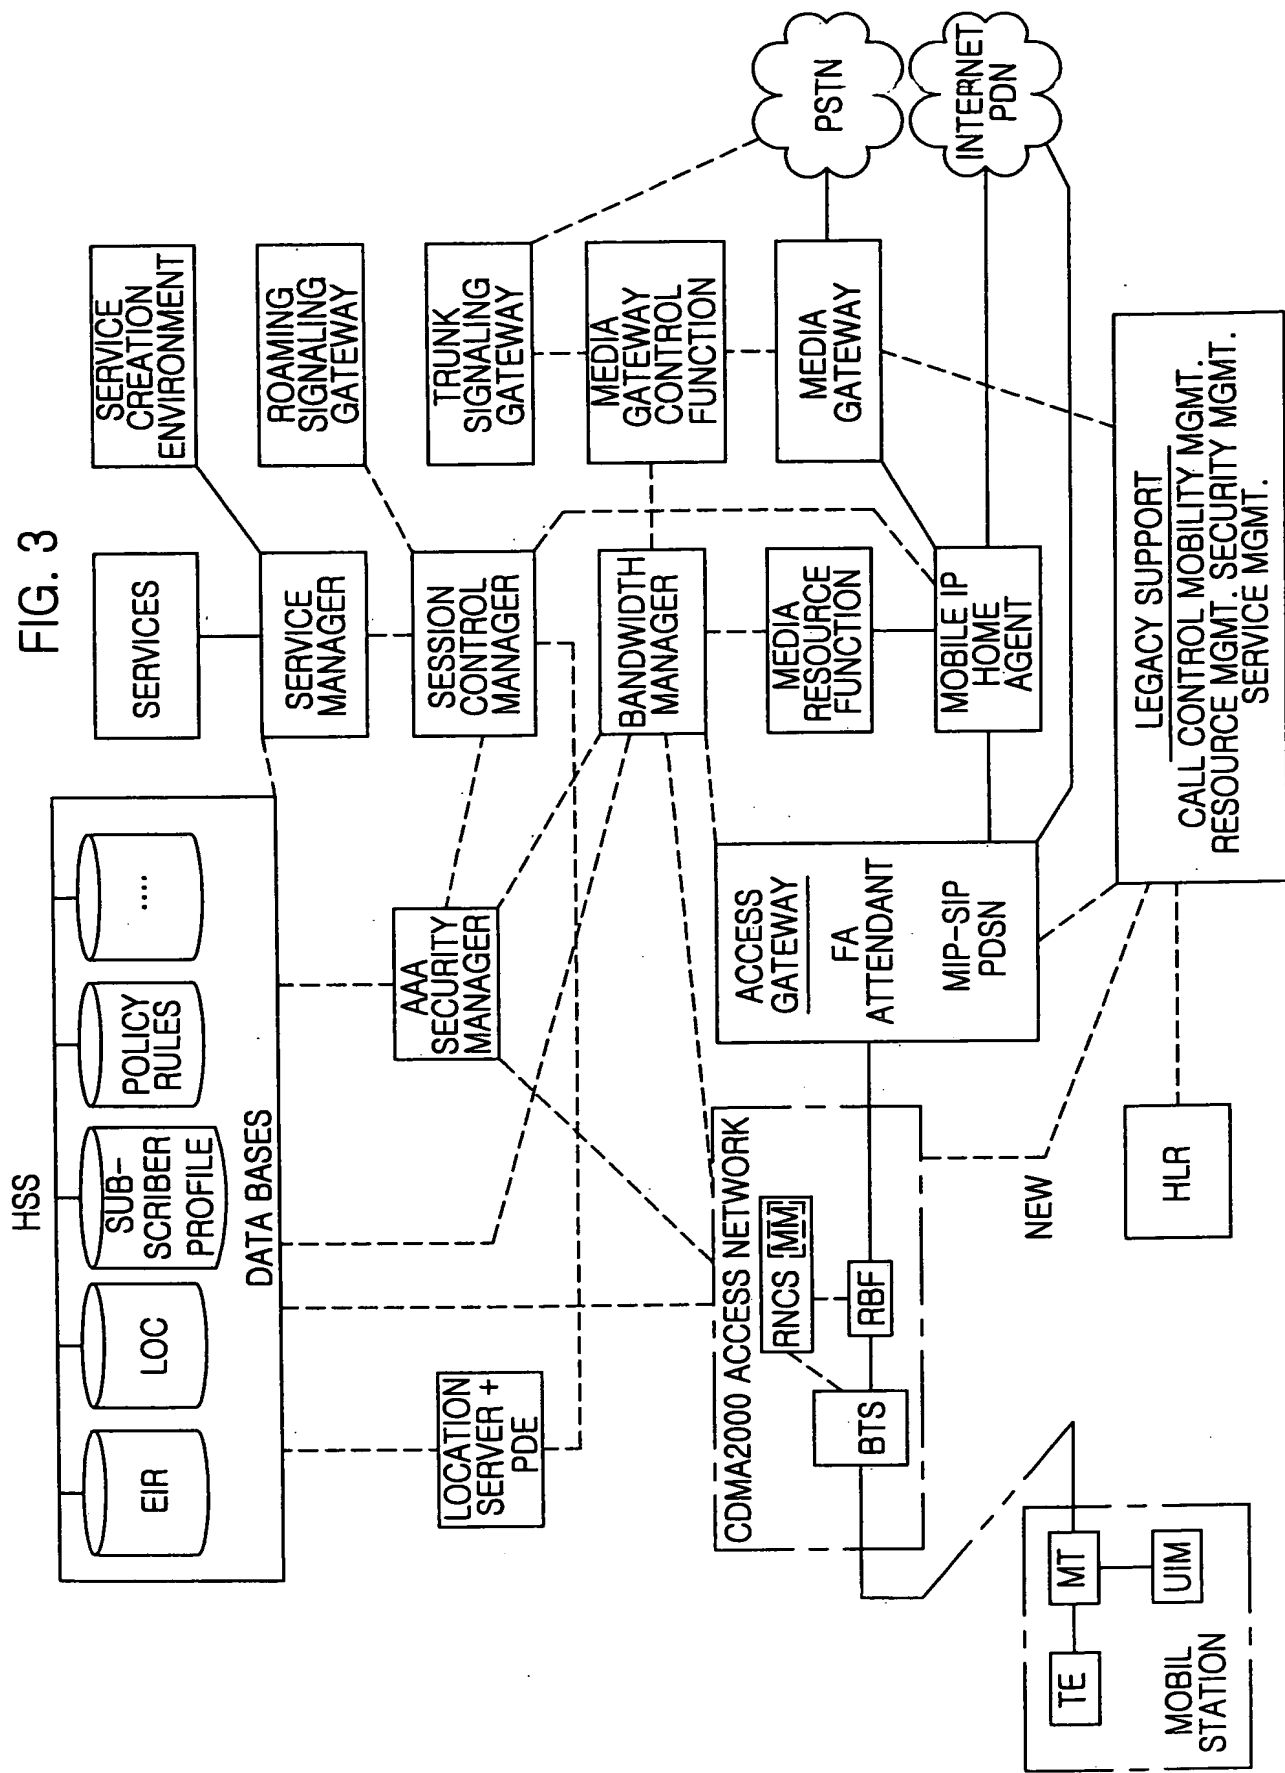 FIG. 3
HSS
EIR
LOC
SUB-
SCRIBER
PROFILE
POLICY
RULES
....
DATA BASES
SERVICES
SERVICE
CREATION
ENVIRONMENT
SERVICE
MANAGER
ROAMING
SIGNALING
GATEWAY
LOCATION
SERVER +
PDE
AAA
SECURITY
MANAGER
SESSION
CONTROL
MANAGER
TRUNK
SIGNALING
GATEWAY
BANDWIDTH
MANAGER
MEDIA
GATEWAY
CONTROL
FUNCTION
CDMA2000 ACCESS NETWORK
RNCS MM
BTS
RBF
ACCESS
GATEWAY
FA
ATTENDANT
MIP-SIP
PDSN
MEDIA
RESOURCE
FUNCTION
MEDIA
GATEWAY
PSTN
MOBILE IP
HOME
AGENT
INTERNET
PDN
TE
MT
UIM
MOBIL
STATION
NEW
HLR
LEGACY SUPPORT
CALL CONTROL MOBILITY MGMT.
RESOURCE MGMT. SECURITY MGMT.
SERVICE MGMT.